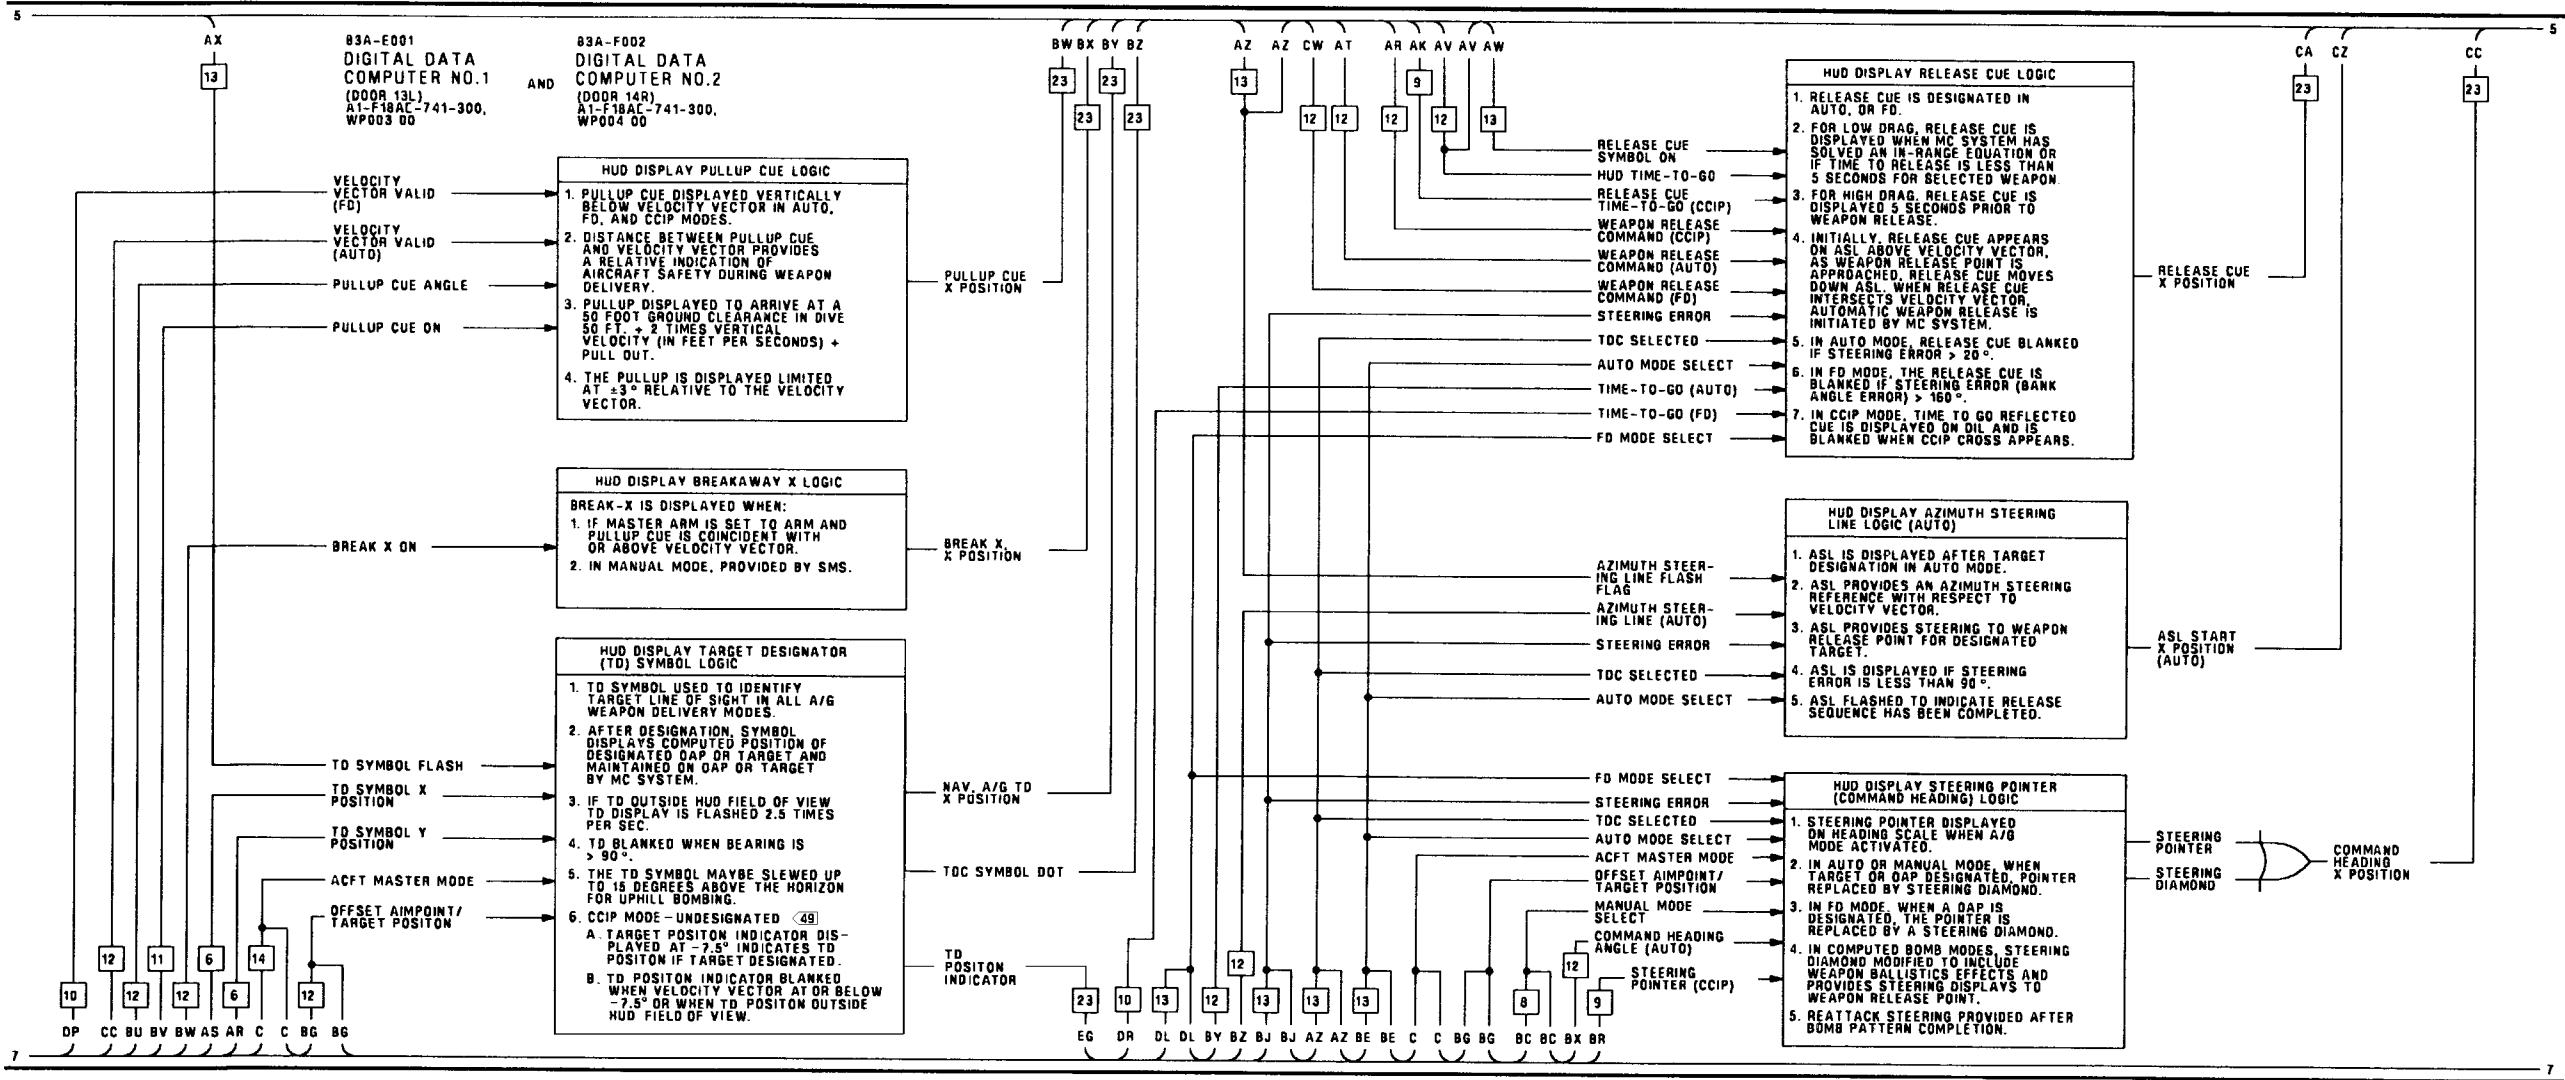 5
5
AX
13
83A-E001
DIGITAL DATA
COMPUTER NO.1
(DOOR 13L)
A1-F18AC-741-300,
WP003 00
AND
83A-F002
DIGITAL DATA
COMPUTER NO.2
(DOOR 14R)
A1-F18AC-741-300,
WP004 00
VELOCITY
VECTOR VALID
(FD)
VELOCITY
VECTOR VALID
(AUTO)
PULLUP CUE ANGLE
PULLUP CUE ON
HUD DISPLAY PULLUP CUE LOGIC
1. PULLUP CUE DISPLAYED VERTICALLY
BELOW VELOCITY VECTOR IN AUTO,
FD, AND CCIP MODES.
2. DISTANCE BETWEEN PULLUP CUE
AND VELOCITY VECTOR PROVIDES
A RELATIVE INDICATION OF
AIRCRAFT SAFETY DURING WEAPON
DELIVERY.
3. PULLUP DISPLAYED TO ARRIVE AT A
50 FOOT GROUND CLEARANCE IN DIVE
50 FT. + 2 TIMES VERTICAL
VELOCITY (IN FEET PER SECONDS) +
PULL OUT.
4. THE PULLUP IS DISPLAYED LIMITED
AT ±3° RELATIVE TO THE VELOCITY
VECTOR.
PULLUP CUE
X POSITION
BREAK X ON
HUD DISPLAY BREAKAWAY X LOGIC
BREAK-X IS DISPLAYED WHEN:
1. IF MASTER ARM IS SET TO ARM AND
PULLUP CUE IS COINCIDENT WITH
OR ABOVE VELOCITY VECTOR.
2. IN MANUAL MODE, PROVIDED BY SMS.
BREAK X,
X POSITION
TD SYMBOL FLASH
TD SYMBOL X
POSITION
TD SYMBOL Y
POSITION
ACFT MASTER MODE
OFFSET AIMPOINT/
TARGET POSITON
HUD DISPLAY TARGET DESIGNATOR
(TD) SYMBOL LOGIC
1. TD SYMBOL USED TO IDENTIFY
TARGET LINE OF SIGHT IN ALL A/G
WEAPON DELIVERY MODES.
2. AFTER DESIGNATION, SYMBOL
DISPLAYS COMPUTED POSITION OF
DESIGNATED OAP OR TARGET AND
MAINTAINED ON OAP OR TARGET
BY MC SYSTEM.
3. IF TD OUTSIDE HUD FIELD OF VIEW
TD DISPLAY IS FLASHED 2.5 TIMES
PER SEC.
4. TD BLANKED WHEN BEARING IS
> 90°.
5. THE TD SYMBOL MAYBE SLEWED UP
TO 15 DEGREES ABOVE THE HORIZON
FOR UPHILL BOMBING.
6. CCIP MODE - UNDESIGNATED 49
A. TARGET POSITON INDICATOR DIS-
PLAYED AT -7.5° INDICATES TD
POSITON IF TARGET DESIGNATED.
B. TD POSITON INDICATOR BLANKED
WHEN VELOCITY VECTOR AT OR BELOW
-7.5° OR WHEN TD POSITON OUTSIDE
HUD FIELD OF VIEW.
NAV, A/G TD
X POSITION
TDC SYMBOL DOT
TD
POSITON
INDICATOR
12 11 6 14
10 12 12 6 12
DP CC BU BV BW AS AR C C BG BG
BW BX BY BZ
23 23
23 23
AZ AZ CW AT AR AK AV AV AW
13 9
12 12 12 12 13
RELEASE CUE
SYMBOL ON
HUD TIME-TO-GO
RELEASE CUE
TIME-TO-GO (CCIP)
WEAPON RELEASE
COMMAND (CCIP)
WEAPON RELEASE
COMMAND (AUTO)
WEAPON RELEASE
COMMAND (FD)
STEERING ERROR
TDC SELECTED
AUTO MODE SELECT
TIME-TO-GO (AUTO)
TIME-TO-GO (FD)
FD MODE SELECT
HUD DISPLAY RELEASE CUE LOGIC
1. RELEASE CUE IS DESIGNATED IN
AUTO, OR FD.
2. FOR LOW DRAG, RELEASE CUE IS
DISPLAYED WHEN MC SYSTEM HAS
SOLVED AN IN-RANGE EQUATION OR
IF TIME TO RELEASE IS LESS THAN
5 SECONDS FOR SELECTED WEAPON.
3. FOR HIGH DRAG, RELEASE CUE IS
DISPLAYED 5 SECONDS PRIOR TO
WEAPON RELEASE.
4. INITIALLY, RELEASE CUE APPEARS
ON ASL ABOVE VELOCITY VECTOR,
AS WEAPON RELEASE POINT IS
APPROACHED, RELEASE CUE MOVES
DOWN ASL. WHEN RELEASE CUE
INTERSECTS VELOCITY VECTOR,
AUTOMATIC WEAPON RELEASE IS
INITIATED BY MC SYSTEM.
5. IN AUTO MODE, RELEASE CUE BLANKED
IF STEERING ERROR > 20°.
6. IN FD MODE, THE RELEASE CUE IS
BLANKED IF STEERING ERROR (BANK
ANGLE ERROR) > 160°.
7. IN CCIP MODE, TIME TO GO REFLECTED
CUE IS DISPLAYED ON DIL AND IS
BLANKED WHEN CCIP CROSS APPEARS.
RELEASE CUE
X POSITION
CA CZ CC
23 23
AZIMUTH STEER-
ING LINE FLASH
FLAG
AZIMUTH STEER-
ING LINE (AUTO)
STEERING ERROR
TDC SELECTED
AUTO MODE SELECT
HUD DISPLAY AZIMUTH STEERING
LINE LOGIC (AUTO)
1. ASL IS DISPLAYED AFTER TARGET
DESIGNATION IN AUTO MODE.
2. ASL PROVIDES AN AZIMUTH STEERING
REFERENCE WITH RESPECT TO
VELOCITY VECTOR.
3. ASL PROVIDES STEERING TO WEAPON
RELEASE POINT FOR DESIGNATED
TARGET.
4. ASL IS DISPLAYED IF STEERING
ERROR IS LESS THAN 90°.
5. ASL FLASHED TO INDICATE RELEASE
SEQUENCE HAS BEEN COMPLETED.
ASL START
X POSITION
(AUTO)
FD MODE SELECT
STEERING ERROR
TDC SELECTED
AUTO MODE SELECT
ACFT MASTER MODE
OFFSET AIMPOINT/
TARGET POSITION
MANUAL MODE
SELECT
COMMAND HEADING
ANGLE (AUTO)
STEERING
POINTER (CCIP)
HUD DISPLAY STEERING POINTER
(COMMAND HEADING) LOGIC
1. STEERING POINTER DISPLAYED
ON HEADING SCALE WHEN A/G
MODE ACTIVATED.
2. IN AUTO OR MANUAL MODE, WHEN
TARGET OR OAP DESIGNATED, POINTER
REPLACED BY STEERING DIAMOND.
3. IN FD MODE, WHEN A OAP IS
DESIGNATED, THE POINTER IS
REPLACED BY A STEERING DIAMOND.
4. IN COMPUTED BOMB MODES, STEERING
DIAMOND MODIFIED TO INCLUDE
WEAPON BALLISTICS EFFECTS AND
PROVIDES STEERING DISPLAYS TO
WEAPON RELEASE POINT.
5. REATTACK STEERING PROVIDED AFTER
BOMB PATTERN COMPLETION.
STEERING
POINTER
STEERING
DIAMOND
COMMAND
HEADING
X POSITION
12 12
23 10 13 12 13 13 13 8 9
EG DR DL DL BY BZ BJ BJ AZ AZ BE BE C C BG BG BC BC BX BR
7
7